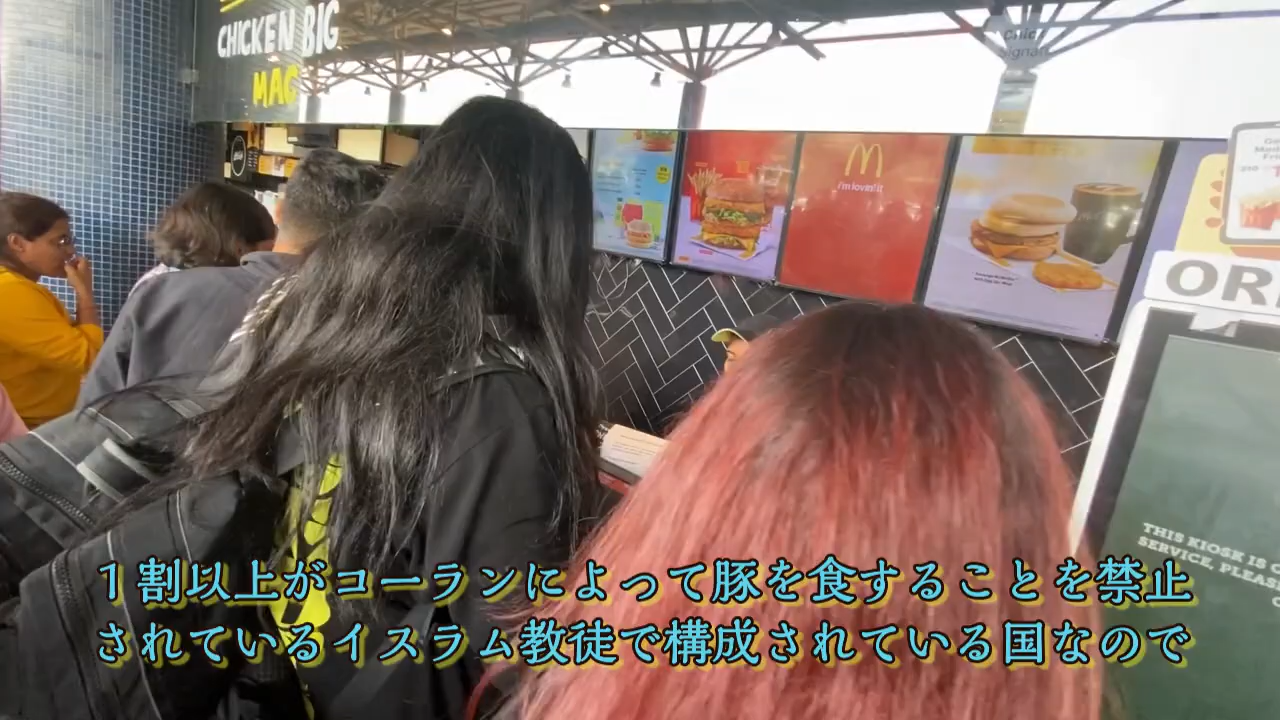 CHICKEN BIG
MAC
i'm lovin' it
OR
THIS KIOSK IS
SERVICE, PLEAS
１割以上がコーランによって豚を食することを禁止
されているイスラム教徒で構成されている国なので